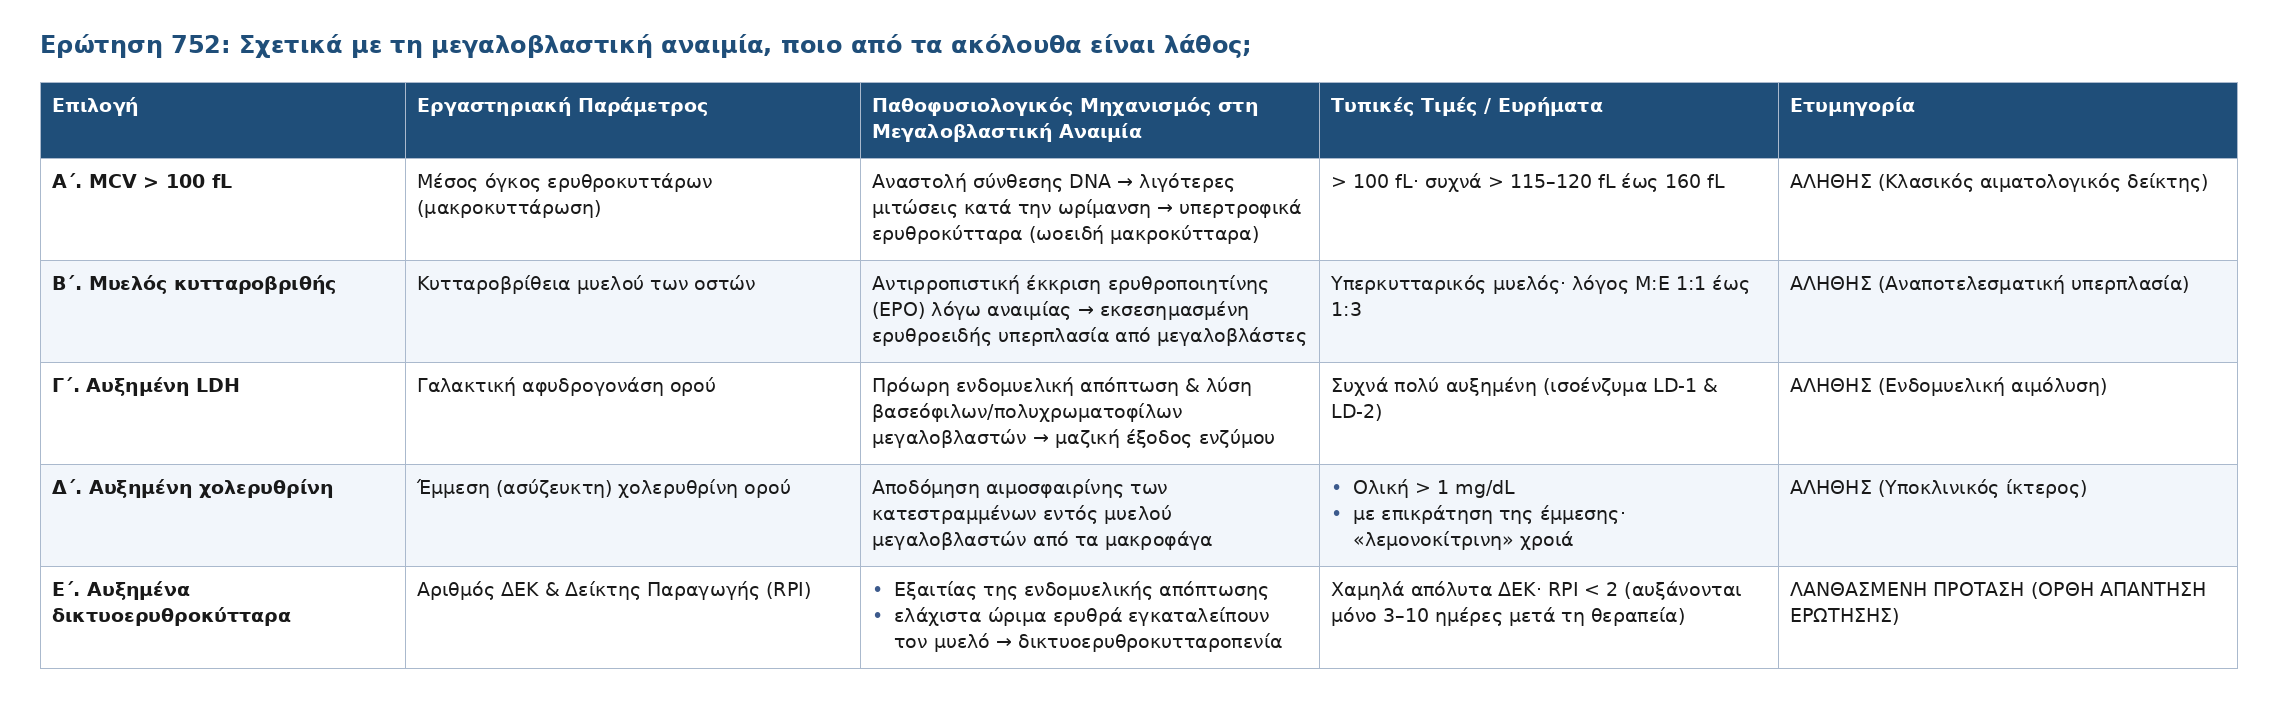 Ερώτηση 752: Σχετικά με τη μεγαλοβλαστική αναιμία, ποιο από τα ακόλουθα είναι λάθος;
Επιλογή
Εργαστηριακή Παράμετρος
Παθοφυσιολογικός Μηχανισμός στη
Μεγαλοβλαστική Αναιμία
Τυπικές Τιμές / Ευρήματα
Ετυμηγορία
Α΄. MCV > 100 fL
Μέσος όγκος ερυθροκυττάρων
(μακροκυττάρωση)
Αναστολή σύνθεσης DNA → λιγότερες
μιτώσεις κατά την ωρίμανση → υπερτροφικά
ερυθροκύτταρα (ωοειδή μακροκύτταρα)
> 100 fL· συχνά > 115–120 fL έως 160 fL
ΑΛΗΘΗΣ (Κλασικός αιματολογικός δείκτης)
Β΄. Μυελός κυτταροβριθής
Κυτταροβρίθεια μυελού των οστών
Αντιρροπιστική έκκριση ερυθροποιητίνης
(EPO) λόγω αναιμίας → εκσεσημασμένη
ερυθροειδής υπερπλασία από μεγαλοβλάστες
Υπερκυτταρικός μυελός· λόγος M:E 1:1 έως
1:3
ΑΛΗΘΗΣ (Αναποτελεσματική υπερπλασία)
Γ΄. Αυξημένη LDH
Γαλακτική αφυδρογονάση ορού
Πρόωρη ενδομυελική απόπτωση & λύση
βασεόφιλων/πολυχρωματοφίλων
μεγαλοβλαστών → μαζική έξοδος ενζύμου
Συχνά πολύ αυξημένη (ισοένζυμα LD-1 &
LD-2)
ΑΛΗΘΗΣ (Ενδομυελική αιμόλυση)
Δ΄. Αυξημένη χολερυθρίνη
Έμμεση (ασύζευκτη) χολερυθρίνη ορού
Αποδόμηση αιμοσφαιρίνης των
κατεστραμμένων εντός μυελού
μεγαλοβλαστών από τα μακροφάγα
• Ολική > 1 mg/dL
• με επικράτηση της έμμεσης·
«λεμονοκίτρινη» χροιά
ΑΛΗΘΗΣ (Υποκλινικός ίκτερος)
Ε΄. Αυξημένα
δικτυοερυθροκύτταρα
Αριθμός ΔΕΚ & Δείκτης Παραγωγής (RPI)
• Εξαιτίας της ενδομυελικής απόπτωσης
• ελάχιστα ώριμα ερυθρά εγκαταλείπουν
τον μυελό → δικτυοερυθροκυτταροπενία
Χαμηλά απόλυτα ΔΕΚ· RPI < 2 (αυξάνονται
μόνο 3–10 ημέρες μετά τη θεραπεία)
ΛΑΝΘΑΣΜΕΝΗ ΠΡΟΤΑΣΗ (ΟΡΘΗ ΑΠΑΝΤΗΣΗ
ΕΡΩΤΗΣΗΣ)